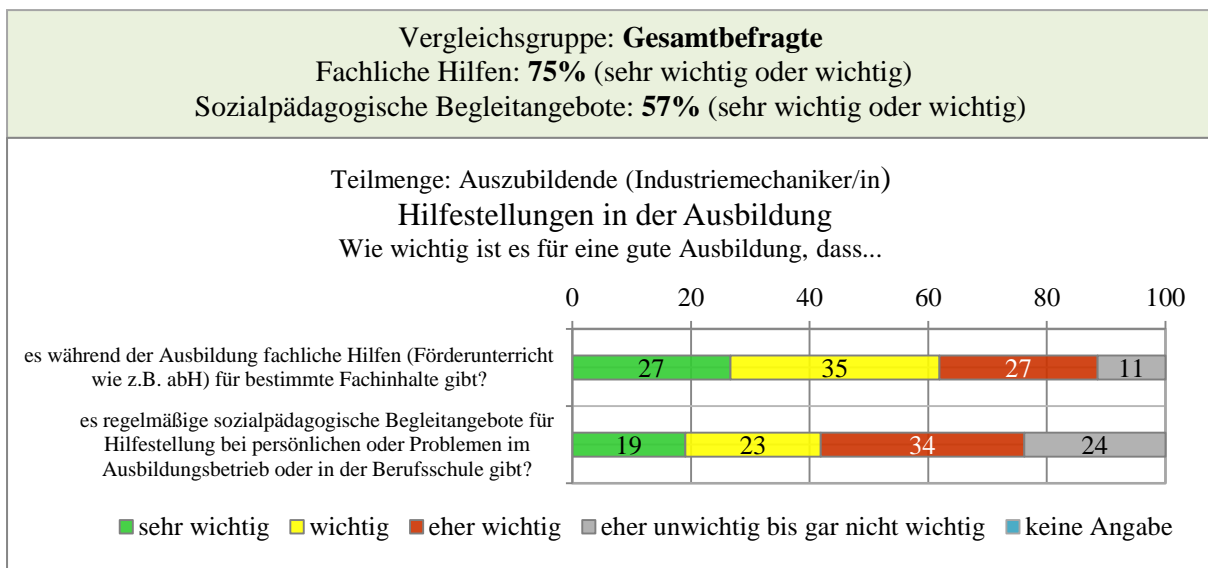 Vergleichsgruppe: Gesamtbefragte
Fachliche Hilfen: 75% (sehr wichtig oder wichtig)
Sozialpädagogische Begleitangebote: 57% (sehr wichtig oder wichtig)
Teilmenge: Auszubildende (Industriemechaniker/in)
Hilfestellungen in der Ausbildung
Wie wichtig ist es für eine gute Ausbildung, dass...
0 20 40 60 80 100
es während der Ausbildung fachliche Hilfen (Förderunterricht
wie z.B. abH) für bestimmte Fachinhalte gibt?
27 35 27 11
es regelmäßige sozialpädagogische Begleitangebote für
Hilfestellung bei persönlichen oder Problemen im
Ausbildungsbetrieb oder in der Berufsschule gibt?
19 23 34 24
sehr wichtig wichtig eher wichtig eher unwichtig bis gar nicht wichtig keine Angabe